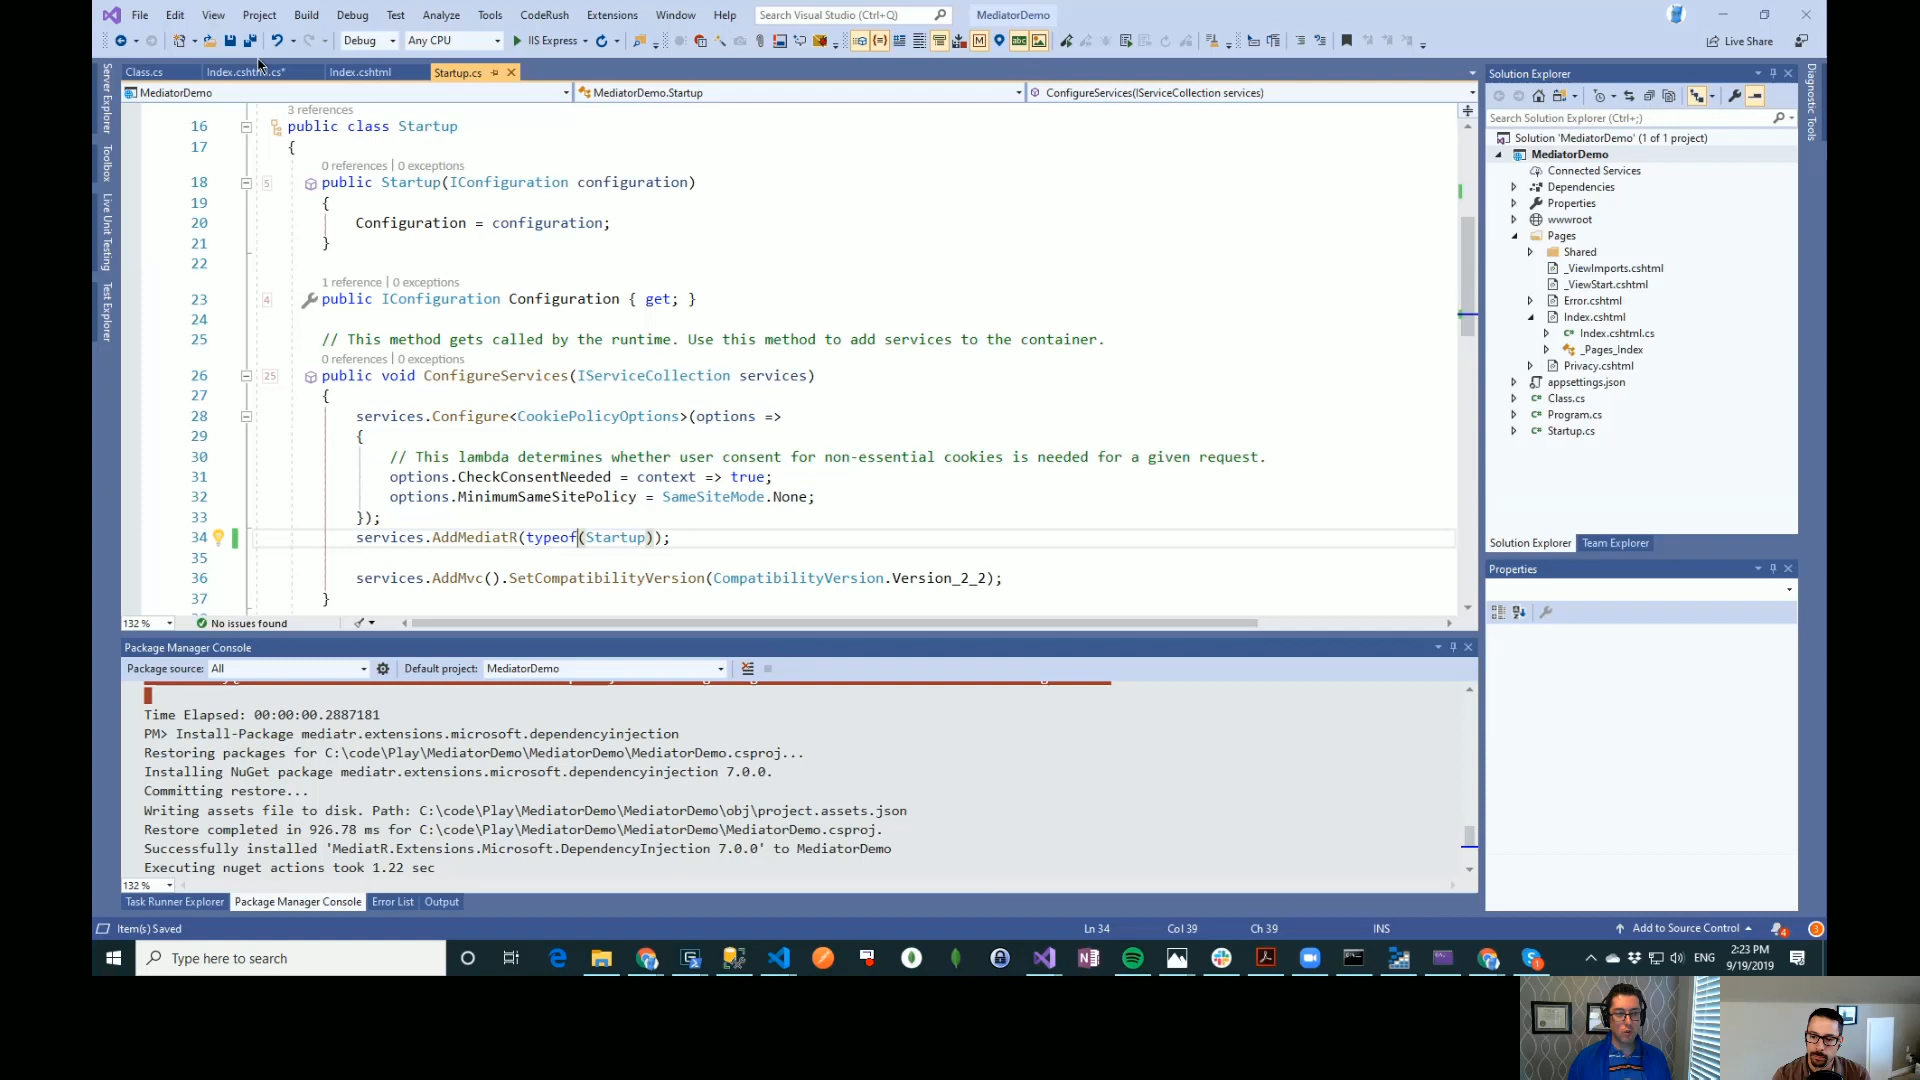 File Edit View Project Build Debug Test Analyze Tools CodeRush Extensions Window Help Search Visual Studio (Ctrl+Q) MediatorDemo
Debug Any CPU IIS Express Live Share
Class.cs Index.cshtml.cs* Index.cshtml Startup.cs
MediatorDemo MediatorDemo.Startup ConfigureServices(IServiceCollection services)
3 references
16 public class Startup
17 {
0 references | 0 exceptions
18 5 public Startup(IConfiguration configuration)
19 {
20 Configuration = configuration;
21 }
22
1 reference | 0 exceptions
23 4 public IConfiguration Configuration { get; }
24
25 // This method gets called by the runtime. Use this method to add services to the container.
0 references | 0 exceptions
26 25 public void ConfigureServices(IServiceCollection services)
27 {
28 services.Configure<CookiePolicyOptions>(options =>
29 {
30 // This lambda determines whether user consent for non-essential cookies is needed for a given request.
31 options.CheckConsentNeeded = context => true;
32 options.MinimumSameSitePolicy = SameSiteMode.None;
33 });
34 services.AddMediatR(typeof(Startup));
35
36 services.AddMvc().SetCompatibilityVersion(CompatibilityVersion.Version_2_2);
37 }
132 % No issues found
Package Manager Console
Package source: All Default project: MediatorDemo
Time Elapsed: 00:00:00.2887181
PM> Install-Package mediatr.extensions.microsoft.dependencyinjection
Restoring packages for C:\code\Play\MediatorDemo\MediatorDemo\MediatorDemo.csproj...
Installing NuGet package mediatr.extensions.microsoft.dependencyinjection 7.0.0.
Committing restore...
Writing assets file to disk. Path: C:\code\Play\MediatorDemo\MediatorDemo\obj\project.assets.json
Restore completed in 926.78 ms for C:\code\Play\MediatorDemo\MediatorDemo\MediatorDemo.csproj.
Successfully installed 'MediatR.Extensions.Microsoft.DependencyInjection 7.0.0' to MediatorDemo
Executing nuget actions took 1.22 sec
132 %
Task Runner Explorer Package Manager Console Error List Output
Server Explorer
Toolbox
Live Unit Testing
Test Explorer
Solution Explorer
Search Solution Explorer (Ctrl+;)
Solution 'MediatorDemo' (1 of 1 project)
MediatorDemo
Connected Services
Dependencies
Properties
wwwroot
Pages
Shared
_ViewImports.cshtml
_ViewStart.cshtml
Error.cshtml
Index.cshtml
Index.cshtml.cs
_Pages_Index
Privacy.cshtml
appsettings.json
Class.cs
Program.cs
Startup.cs
Solution Explorer Team Explorer
Properties
Diagnostic Tools
Item(s) Saved Ln 34 Col 39 Ch 39 INS Add to Source Control 4 3
Type here to search ENG 2:23 PM
9/19/2019